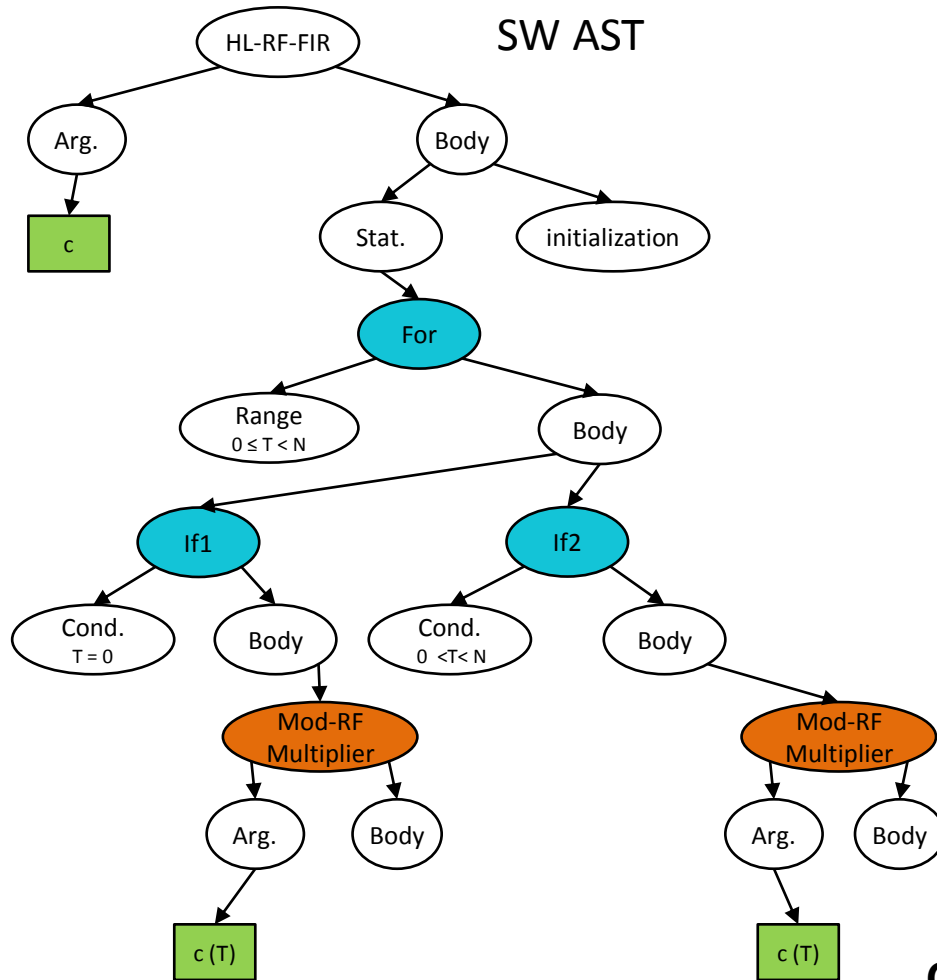 SW AST
HL-RF-FIR
Arg.
Body
c
Stat.
initialization
For
Range
0 ≤ T < N
Body
If1
If2
Cond.
T = 0
Body
Cond.
0 <T< N
Body
Mod-RF
Multiplier
Mod-RF
Multiplier
Arg.
Body
Arg.
Body
c (T)
c (T)